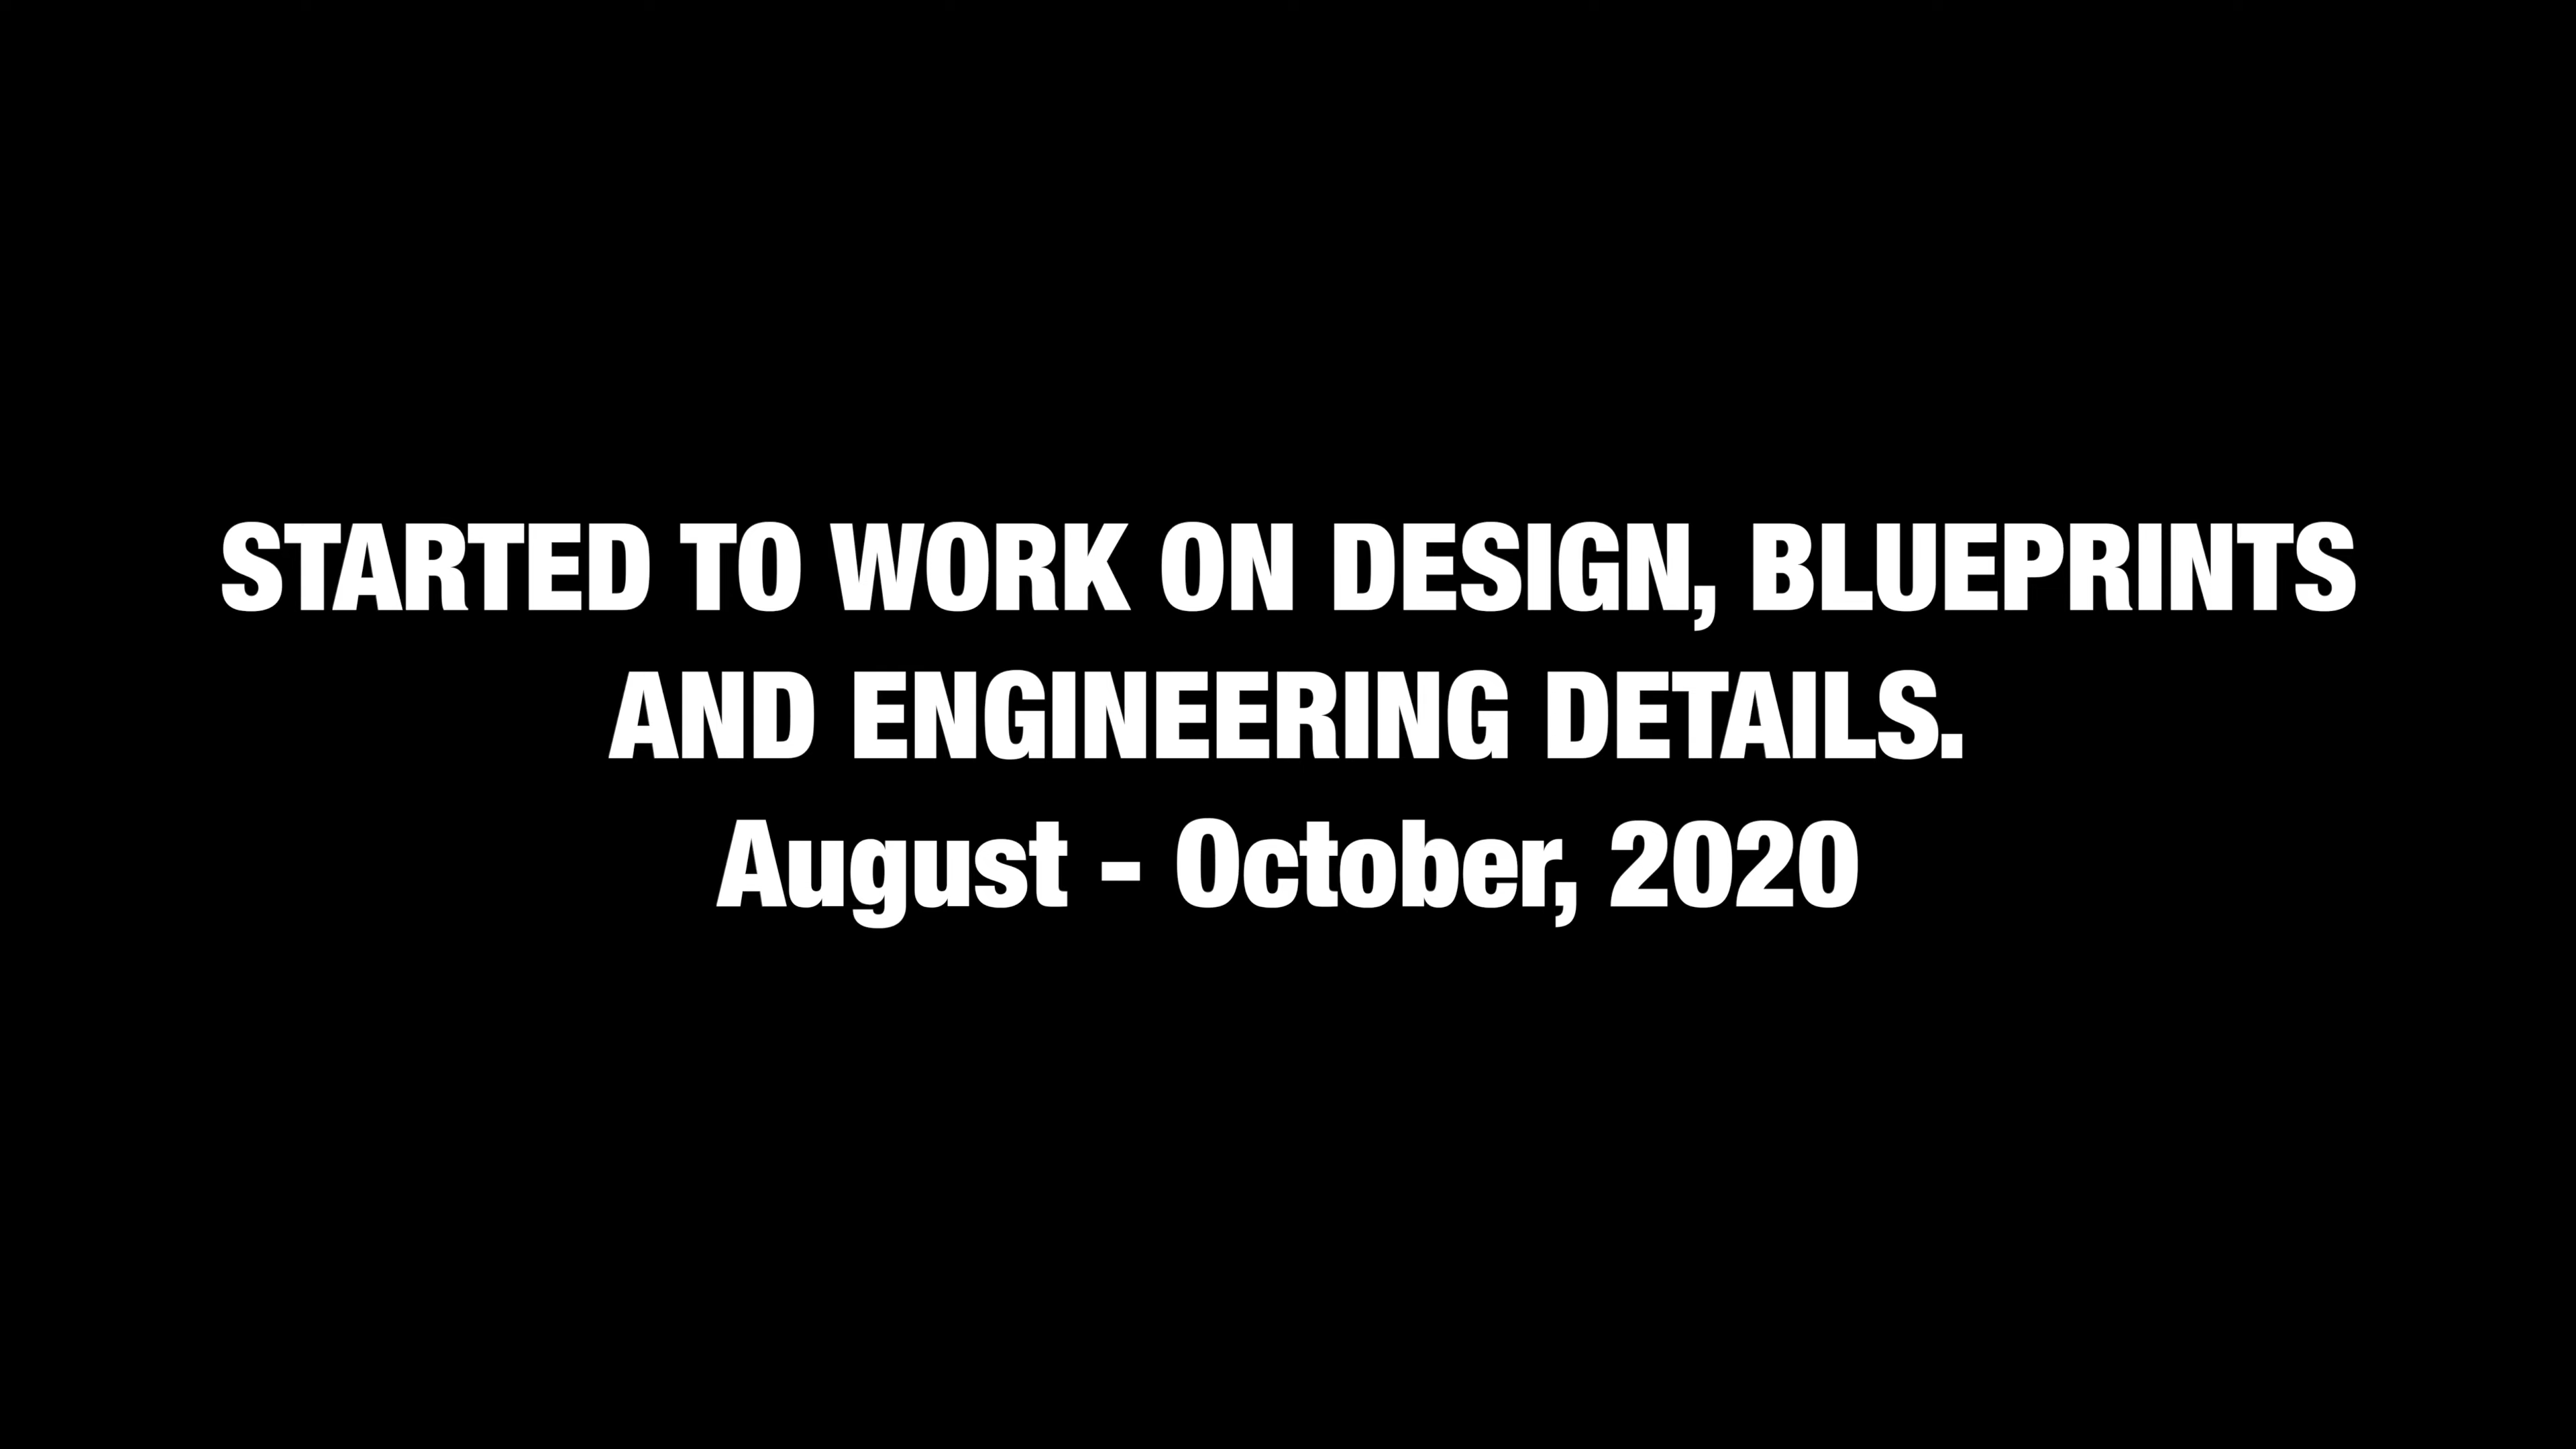 STARTED TO WORK ON DESIGN, BLUEPRINTS
AND ENGINEERING DETAILS.
August - October, 2020